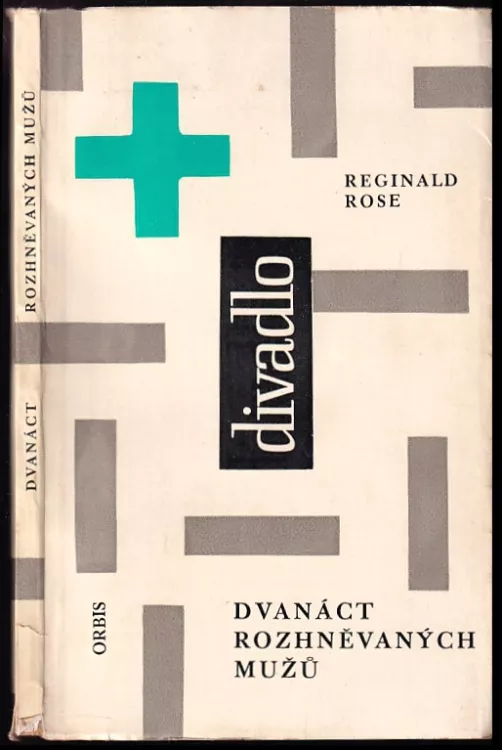 DVANÁCT ROZHNĚVANÝCH MUŽŮ
REGINALD
ROSE
divadlo
ORBIS
DVANÁCT
ROZHNĚVANÝCH
MUŽŮ